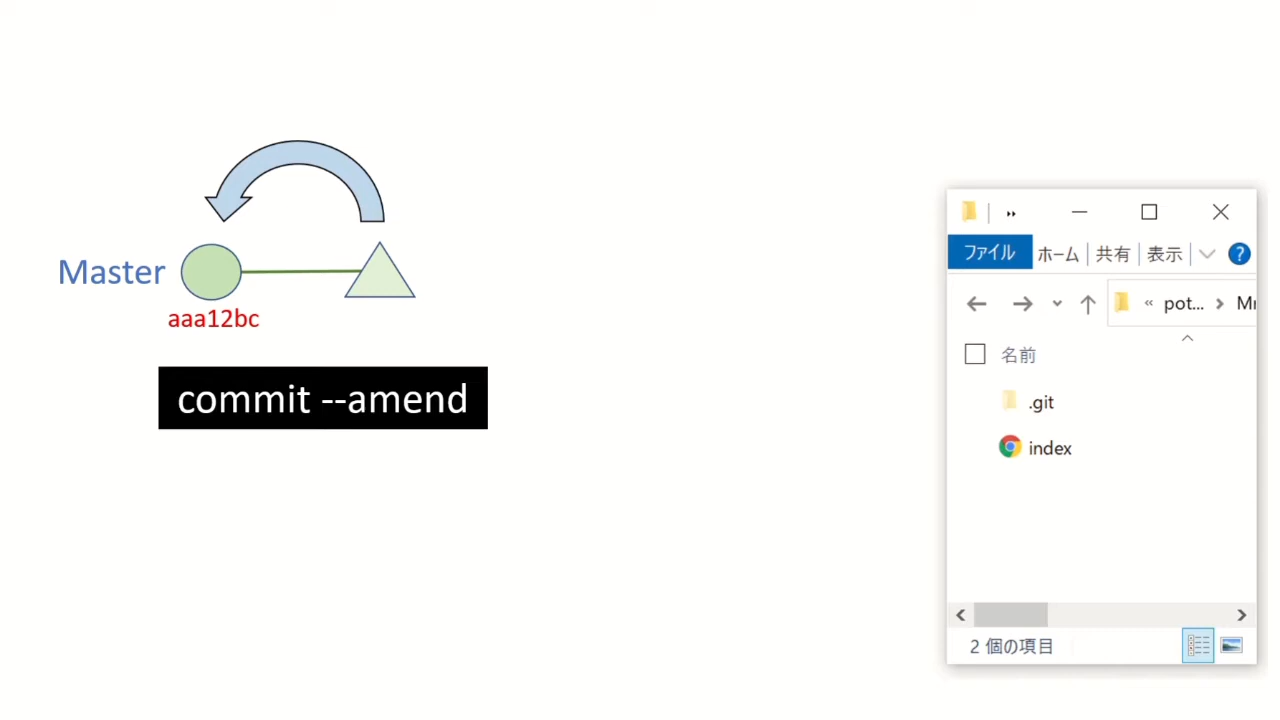 Master
aaa12bc
commit --amend
ファイル ホーム 共有 表示 ?
« pot... > Mr
名前
.git
index
2 個の項目